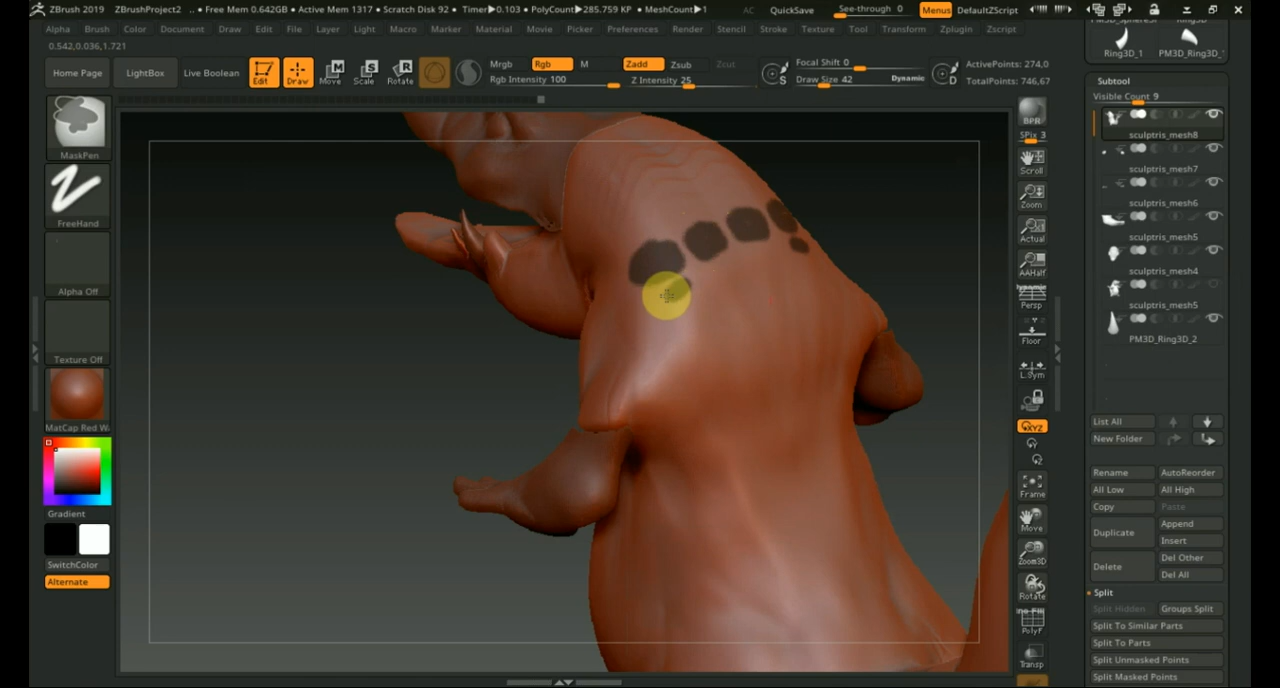 ZBrush 2019 ZBrushProject2 .. • Free Mem 0.642GB • Active Mem 1317 • Scratch Disk 92 • Timer▶0.103 • PolyCount▶285.759 KP • MeshCount▶1 AC QuickSave See-through 0 Menus DefaultZScript
Alpha Brush Color Document Draw Edit File Layer Light Macro Marker Material Movie Picker Preferences Render Stencil Stroke Texture Tool Transform Zplugin Zscript
0.542,0.036,1.721
Home Page LightBox Live Boolean Edit Draw Move Scale Rotate
Mrgb Rgb M Zadd Zsub Zcut
Rgb Intensity 100 Z Intensity 25
Focal Shift 0
Draw Size 42 Dynamic
S
D
ActivePoints: 274,0
TotalPoints: 746,67
MaskPen
FreeHand
Alpha Off
Texture Off
MatCap Red W
Gradient
SwitchColor
Alternate
BPR
SPix 3
Scroll
Zoom
Actual
AAHalf
Dynamic
Persp
Floor
L.Sym
XYZ
Frame
Move
Zoom3D
Rotate
PolyF
Transp
Ring3D_1 PM3D_Ring3D_
Subtool
Visible Count 9
sculptris_mesh8
sculptris_mesh7
sculptris_mesh6
sculptris_mesh5
sculptris_mesh4
sculptris_mesh5
PM3D_Ring3D_2
List All
New Folder
Rename AutoReorder
All Low All High
Copy Paste
Duplicate Append
Insert
Delete Del Other
Del All
Split
Split Hidden Groups Split
Split To Similar Parts
Split To Parts
Split Unmasked Points
Split Masked Points